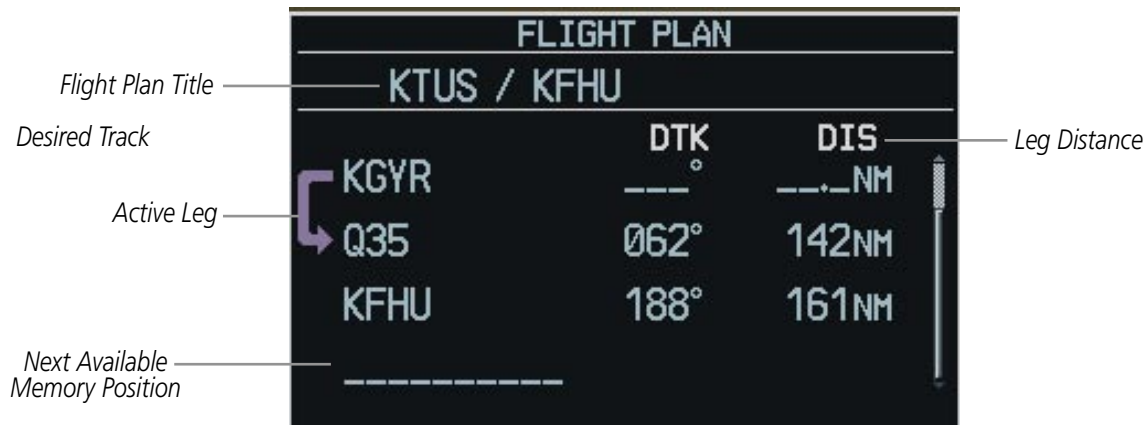 FLIGHT PLAN
Flight Plan Title
KTUS / KFHU
Desired Track
DTK
DIS
Leg Distance
KGYR
___°
__._NM
Active Leg
Q35
062°
142NM
KFHU
188°
161NM
Next Available
Memory Position
__________